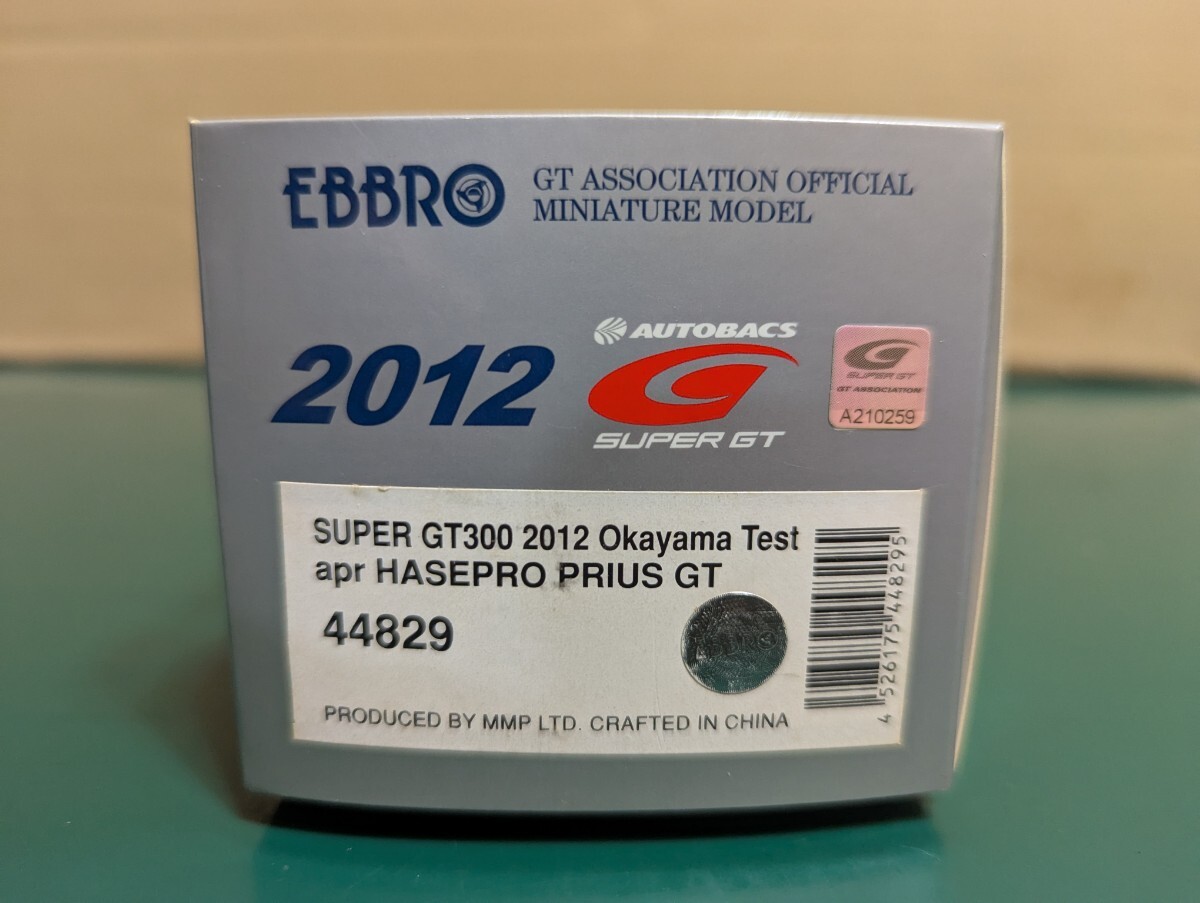 EBBRO
GT ASSOCIATION OFFICIAL
MINIATURE MODEL
2012
AUTOBACS
SUPER GT
SUPER GT
GT ASSOCIATION
A210259
SUPER GT300 2012 Okayama Test
apr HASEPRO PRIUS GT
44829
EBBRO
PRODUCED BY MMP LTD. CRAFTED IN CHINA
4 526175 448295